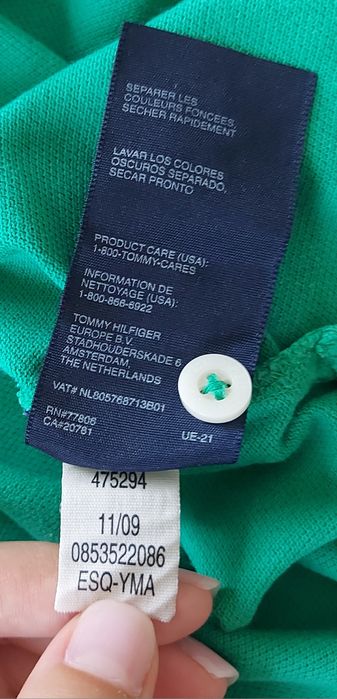 SEPARER LES
COULEURS FONCEES,
SECHER RAPIDEMENT
LAVAR LOS COLORES
OSCUROS SEPARADO,
SECAR PRONTO
PRODUCT CARE (USA):
1-800-TOMMY-CARES
INFORMATION DE
NETTOYAGE (USA):
1-800-866-6922
TOMMY HILFIGER
EUROPE B.V.
STADHOUDERSKADE 6
AMSTERDAM,
THE NETHERLANDS
VAT# NL805768713B01
RN#77806
CA#20781
UE-21
475294
11/09
0853522086
ESQ-YMA